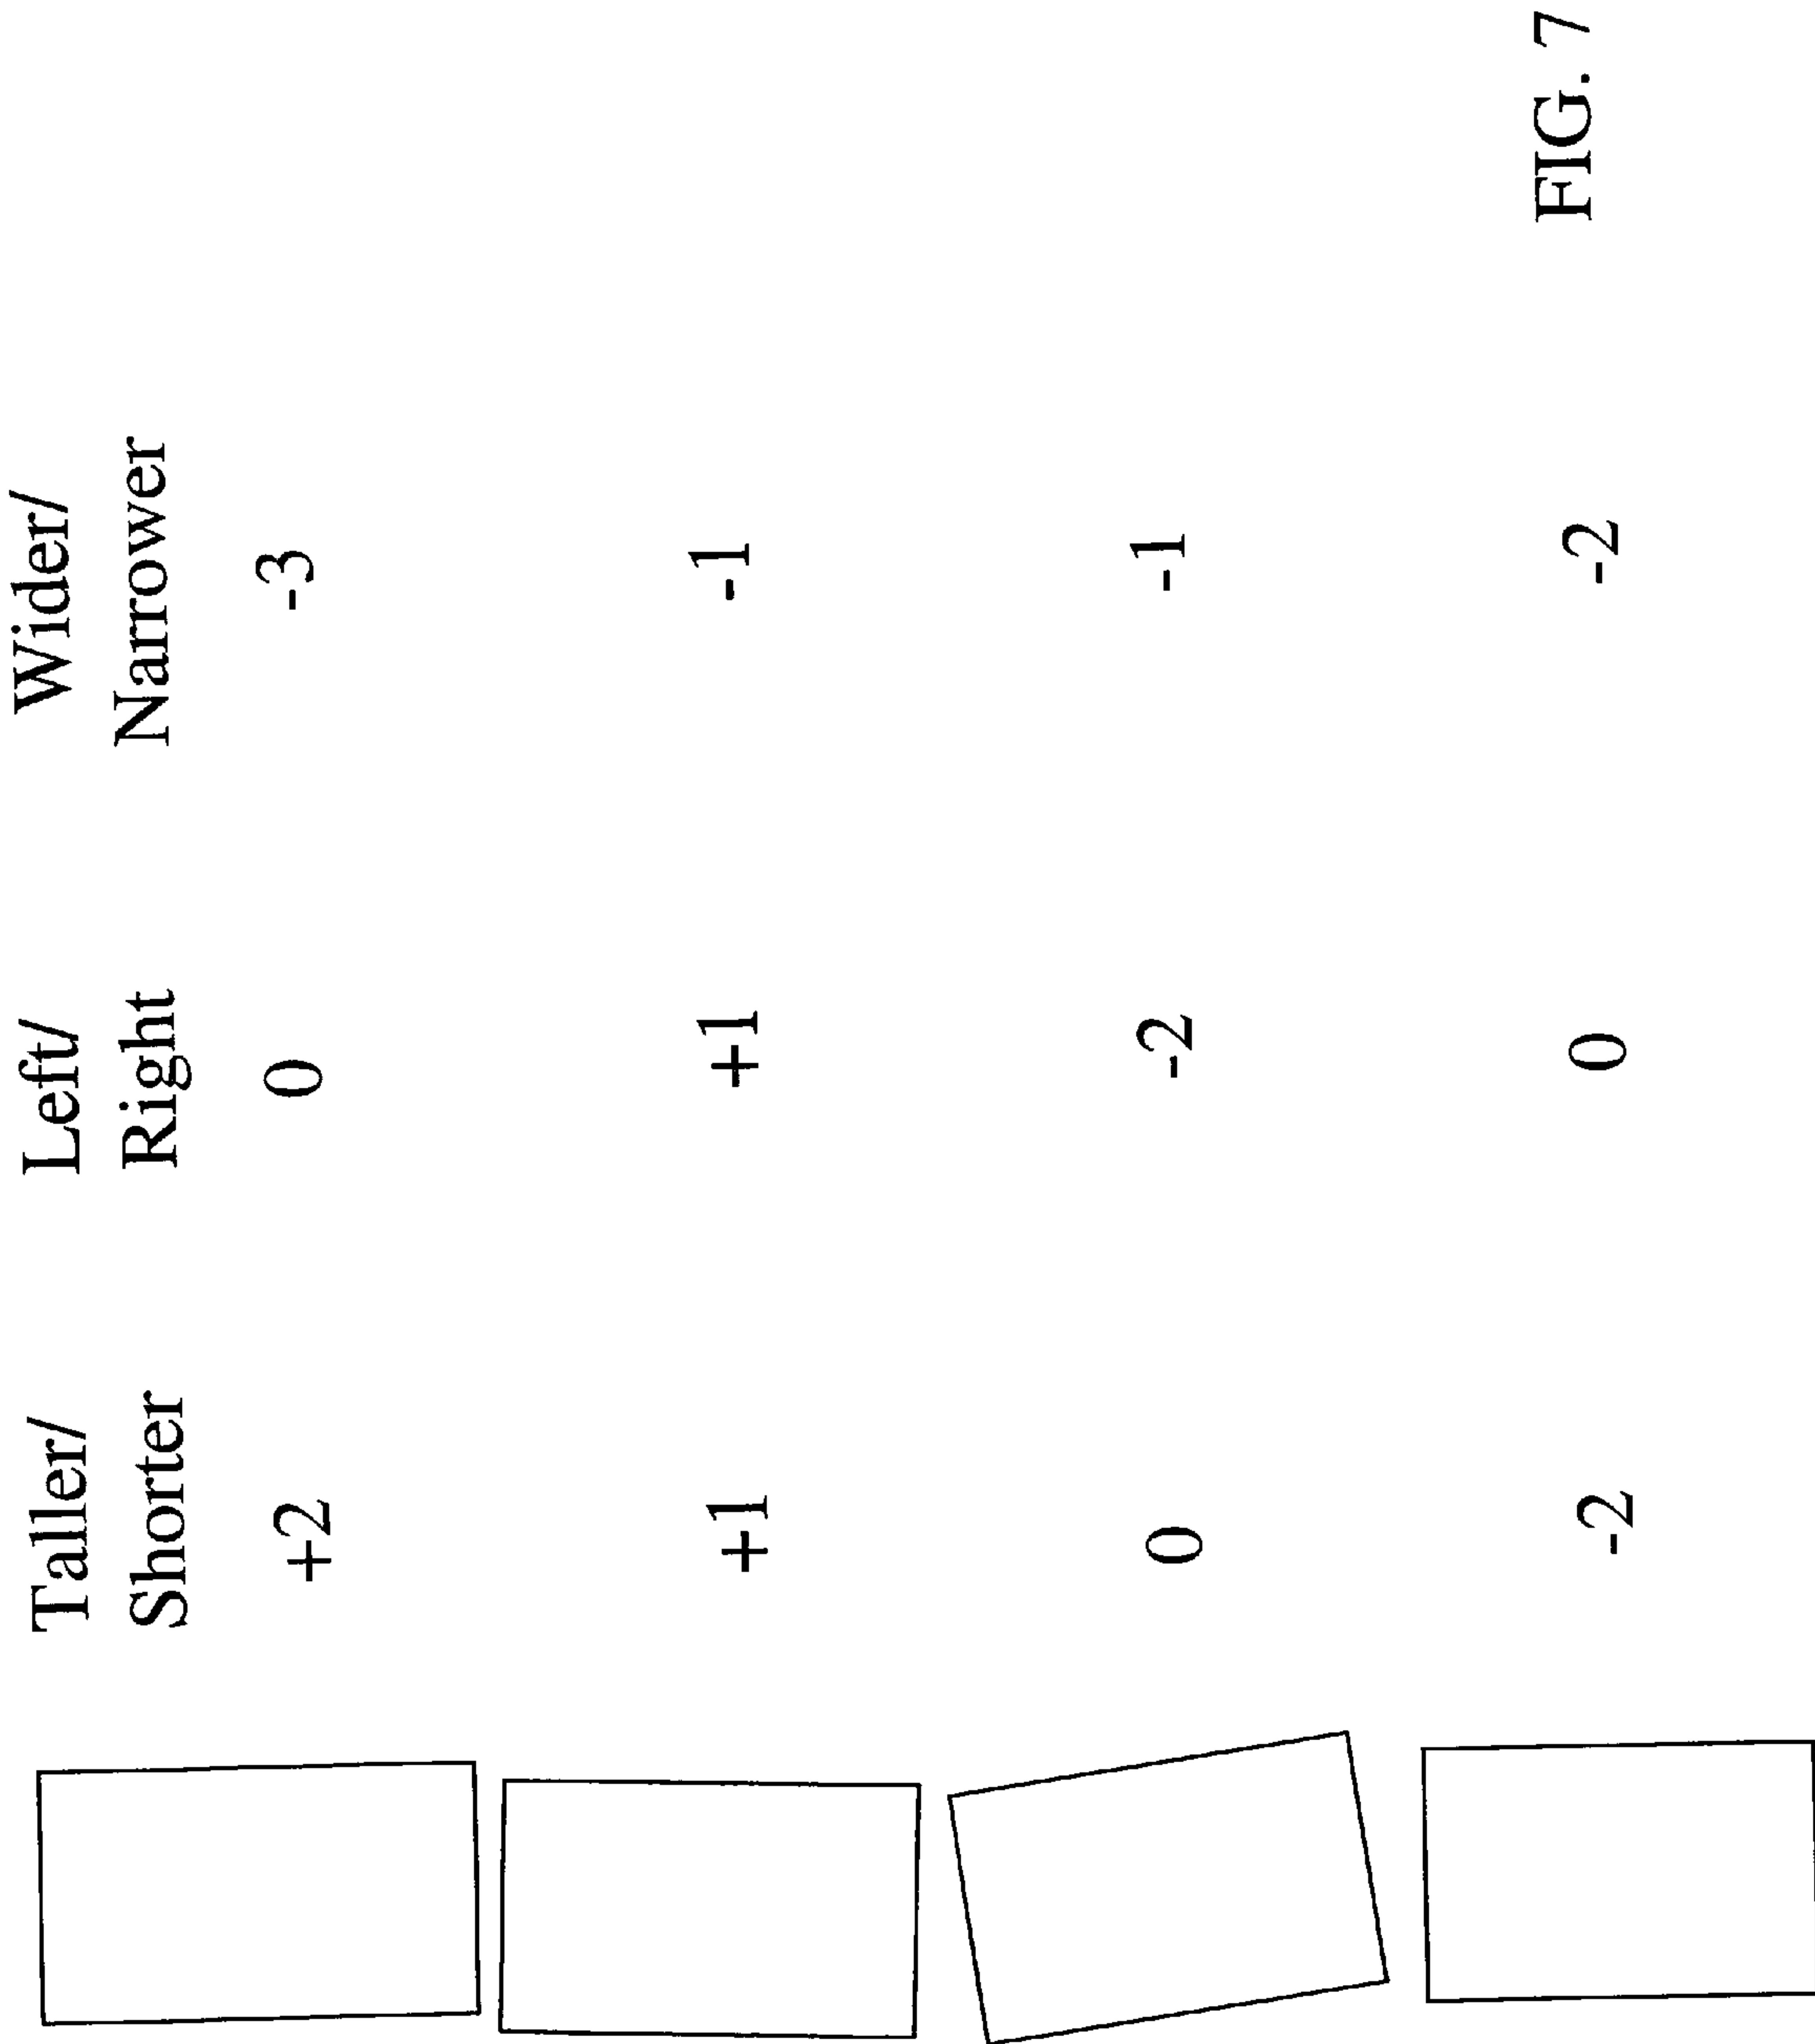 Taller/
Shorter
Left/
Right
Wider/
Narrower
+2
0
-3
+1
+1
-1
0
-2
-1
-2
0
-2
FIG. 7